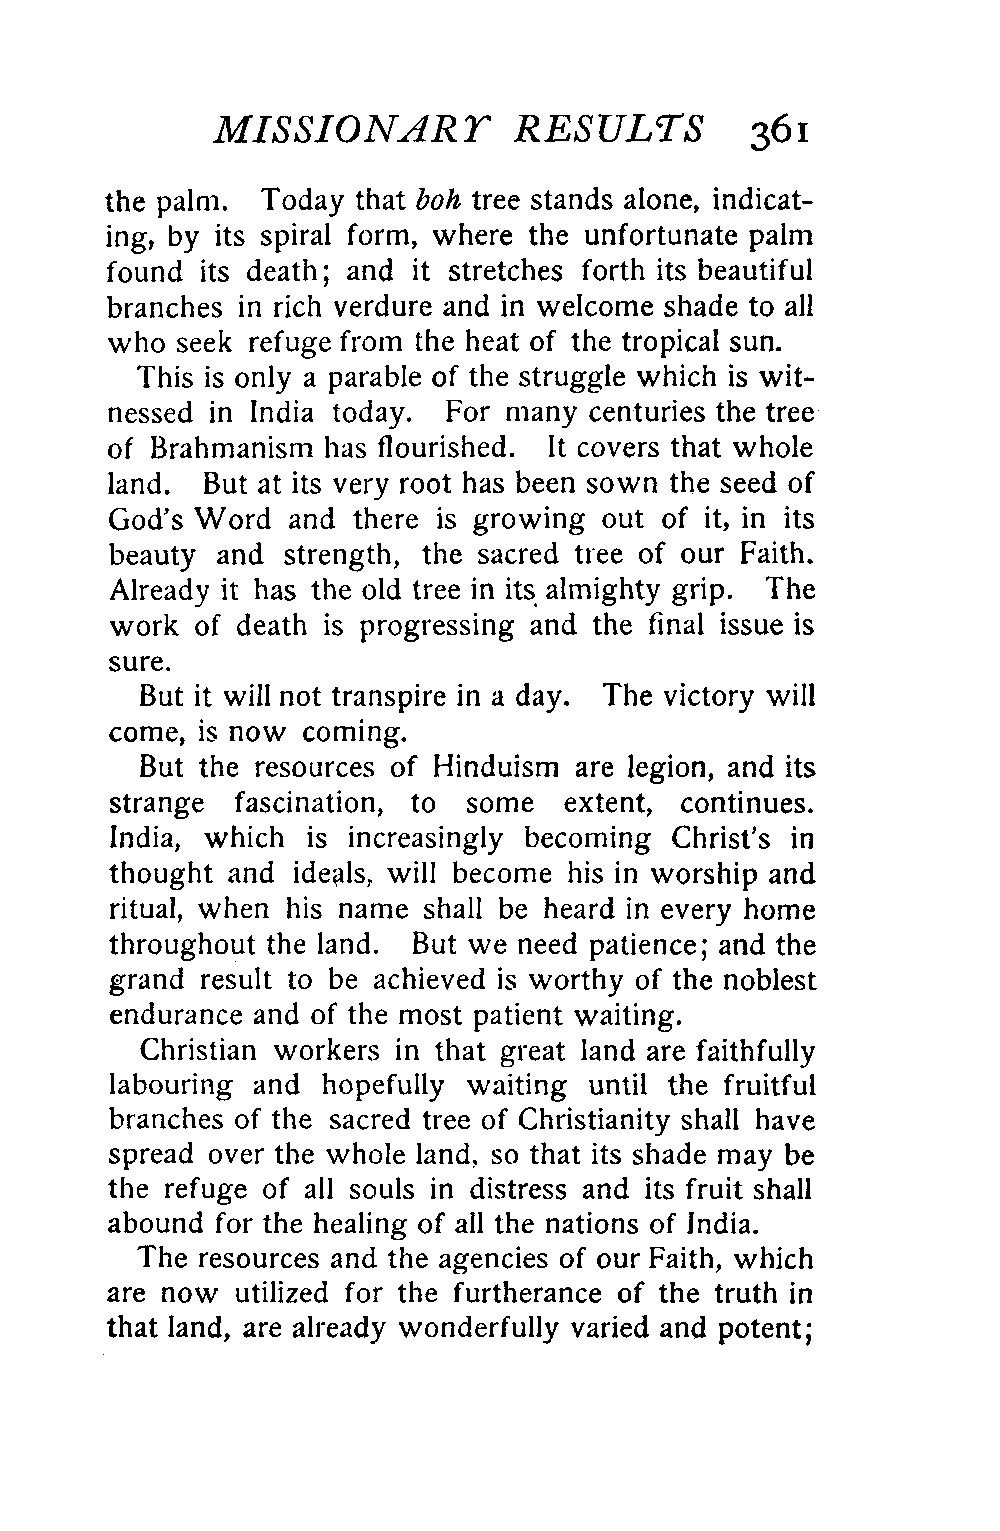 MISSIONARY RESULTS 361
the palm. Today that boh tree stands alone, indicat-
ing, by its spiral form, where the unfortunate palm
found its death; and it stretches forth its beautiful
branches in rich verdure and in welcome shade to all
who seek refuge from the heat of the tropical sun.
This is only a parable of the struggle which is wit-
nessed in India today. For many centuries the tree
of Brahmanism has flourished. It covers that whole
land. But at its very root has been sown the seed of
God's Word and there is growing out of it, in its
beauty and strength, the sacred tree of our Faith.
Already it has the old tree in its almighty grip. The
work of death is progressing and the final issue is
sure.
But it will not transpire in a day. The victory will
come, is now coming.
But the resources of Hinduism are legion, and its
strange fascination, to some extent, continues.
India, which is increasingly becoming Christ's in
thought and ideals, will become his in worship and
ritual, when his name shall be heard in every home
throughout the land. But we need patience; and the
grand result to be achieved is worthy of the noblest
endurance and of the most patient waiting.
Christian workers in that great land are faithfully
labouring and hopefully waiting until the fruitful
branches of the sacred tree of Christianity shall have
spread over the whole land, so that its shade may be
the refuge of all souls in distress and its fruit shall
abound for the healing of all the nations of India.
The resources and the agencies of our Faith, which
are now utilized for the furtherance of the truth in
that land, are already wonderfully varied and potent;